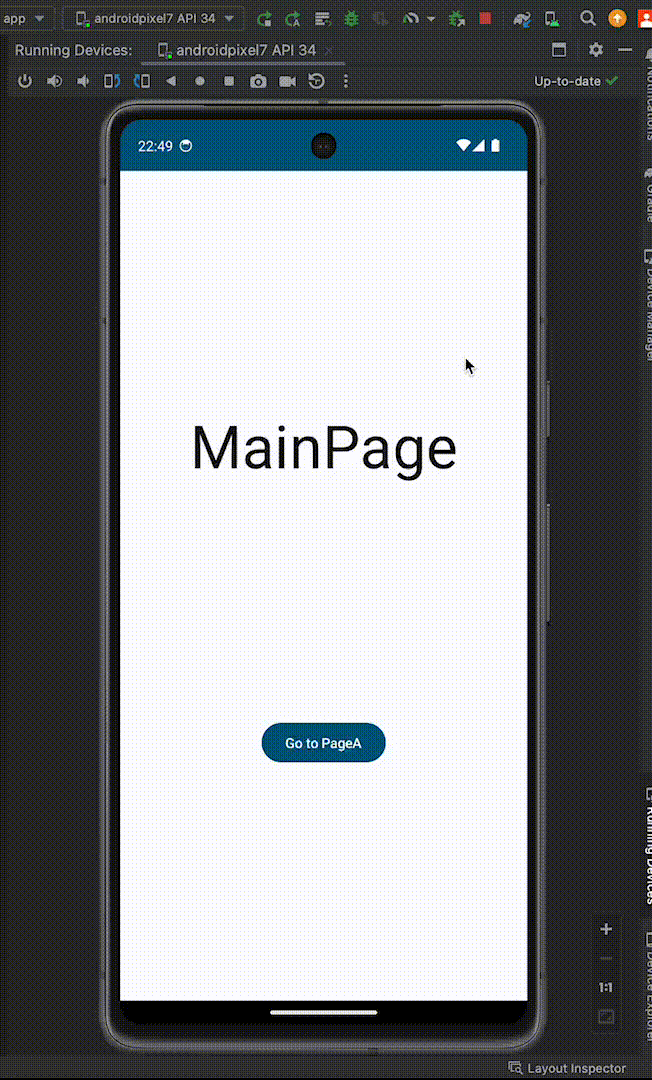 app androidpixel7 API 34
Running Devices: androidpixel7 API 34
Up-to-date
22:49
MainPage
Go to PageA
1:1
Layout Inspector
Notifications
Gradle
Device Manager
Running Devices
Device Explorer